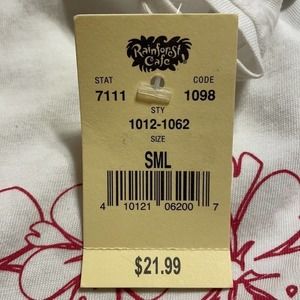 Rainforest
Cafe
STAT CODE
7111 1098
STY
1012-1062
SIZE
SML
4 10121 06200 7
$21.99